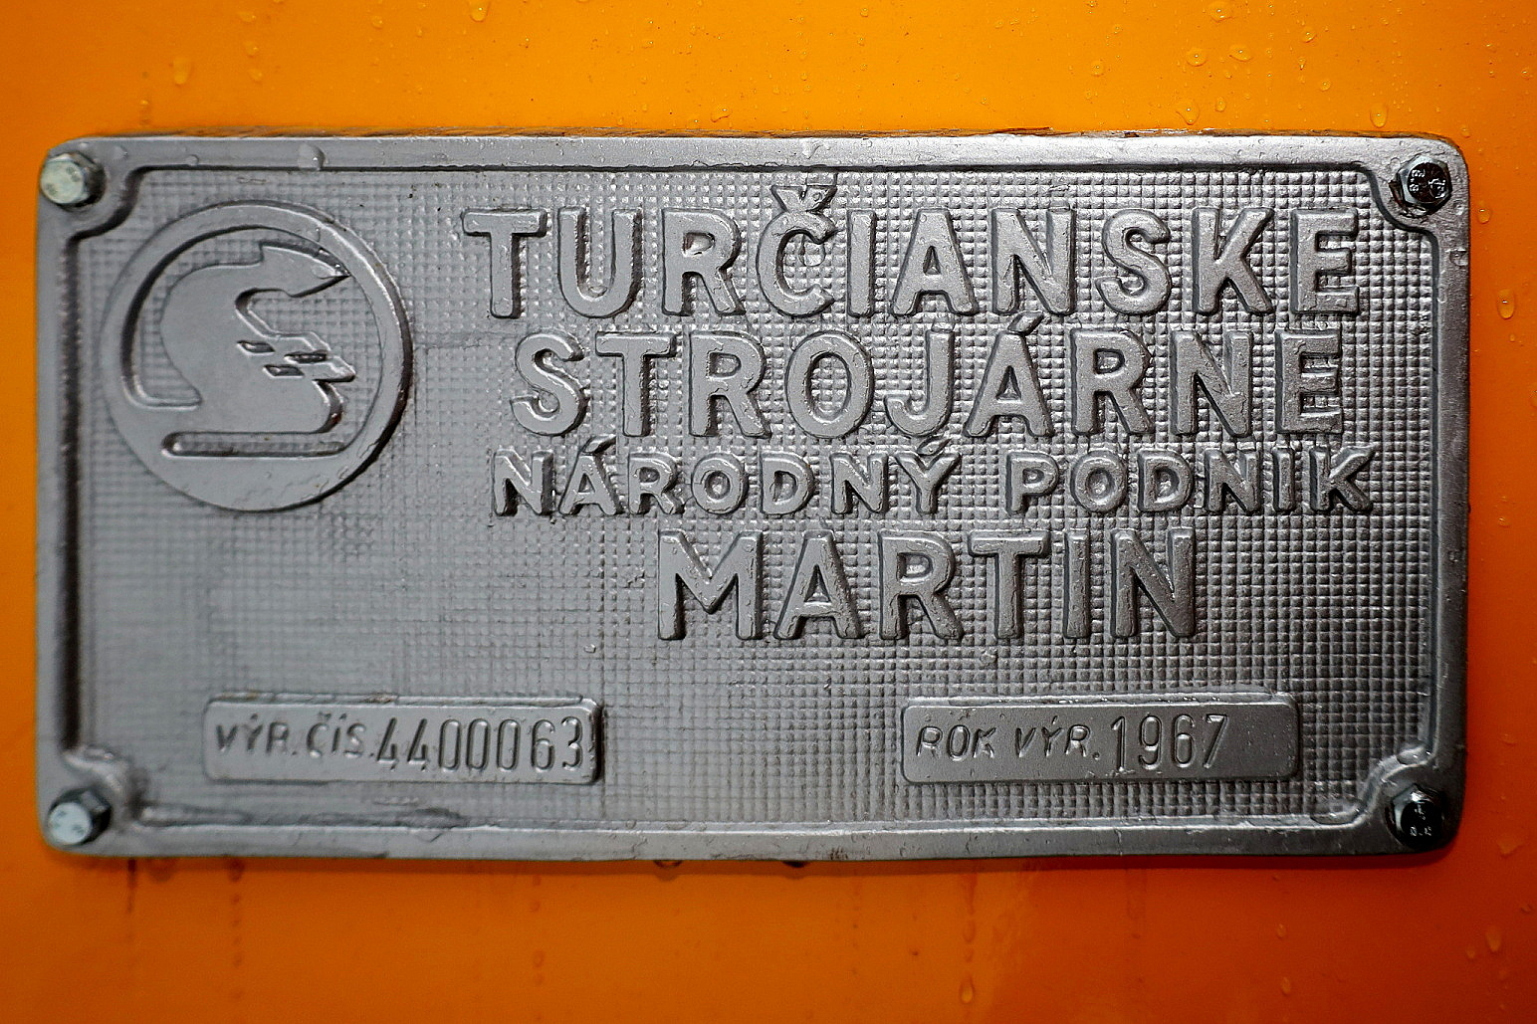 TURČIANSKE
STROJÁRNE
NÁRODNÝ PODNIK
MARTIN
VÝR. ČÍS. 4400063
ROK VÝR. 1967